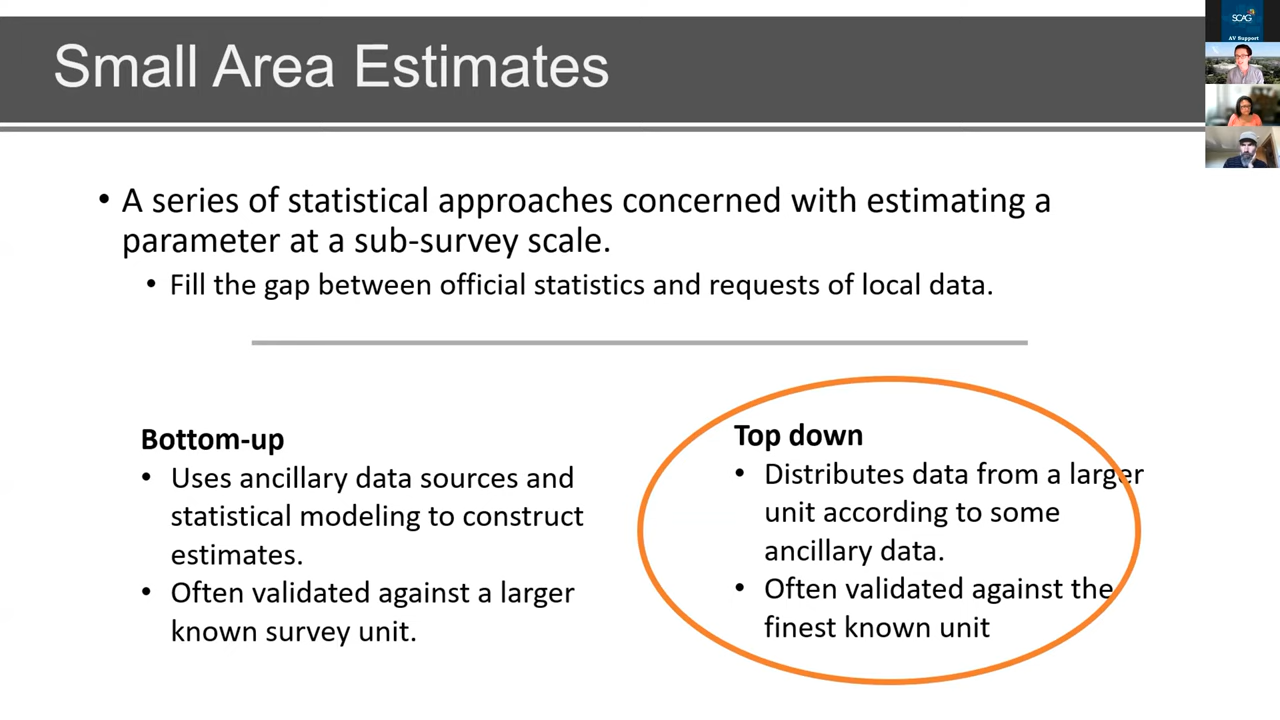 Small Area Estimates
SCAG
AV Support
• A series of statistical approaches concerned with estimating a
parameter at a sub-survey scale.
• Fill the gap between official statistics and requests of local data.
Bottom-up
• Uses ancillary data sources and
statistical modeling to construct
estimates.
• Often validated against a larger
known survey unit.
Top down
• Distributes data from a larger
unit according to some
ancillary data.
• Often validated against the
finest known unit